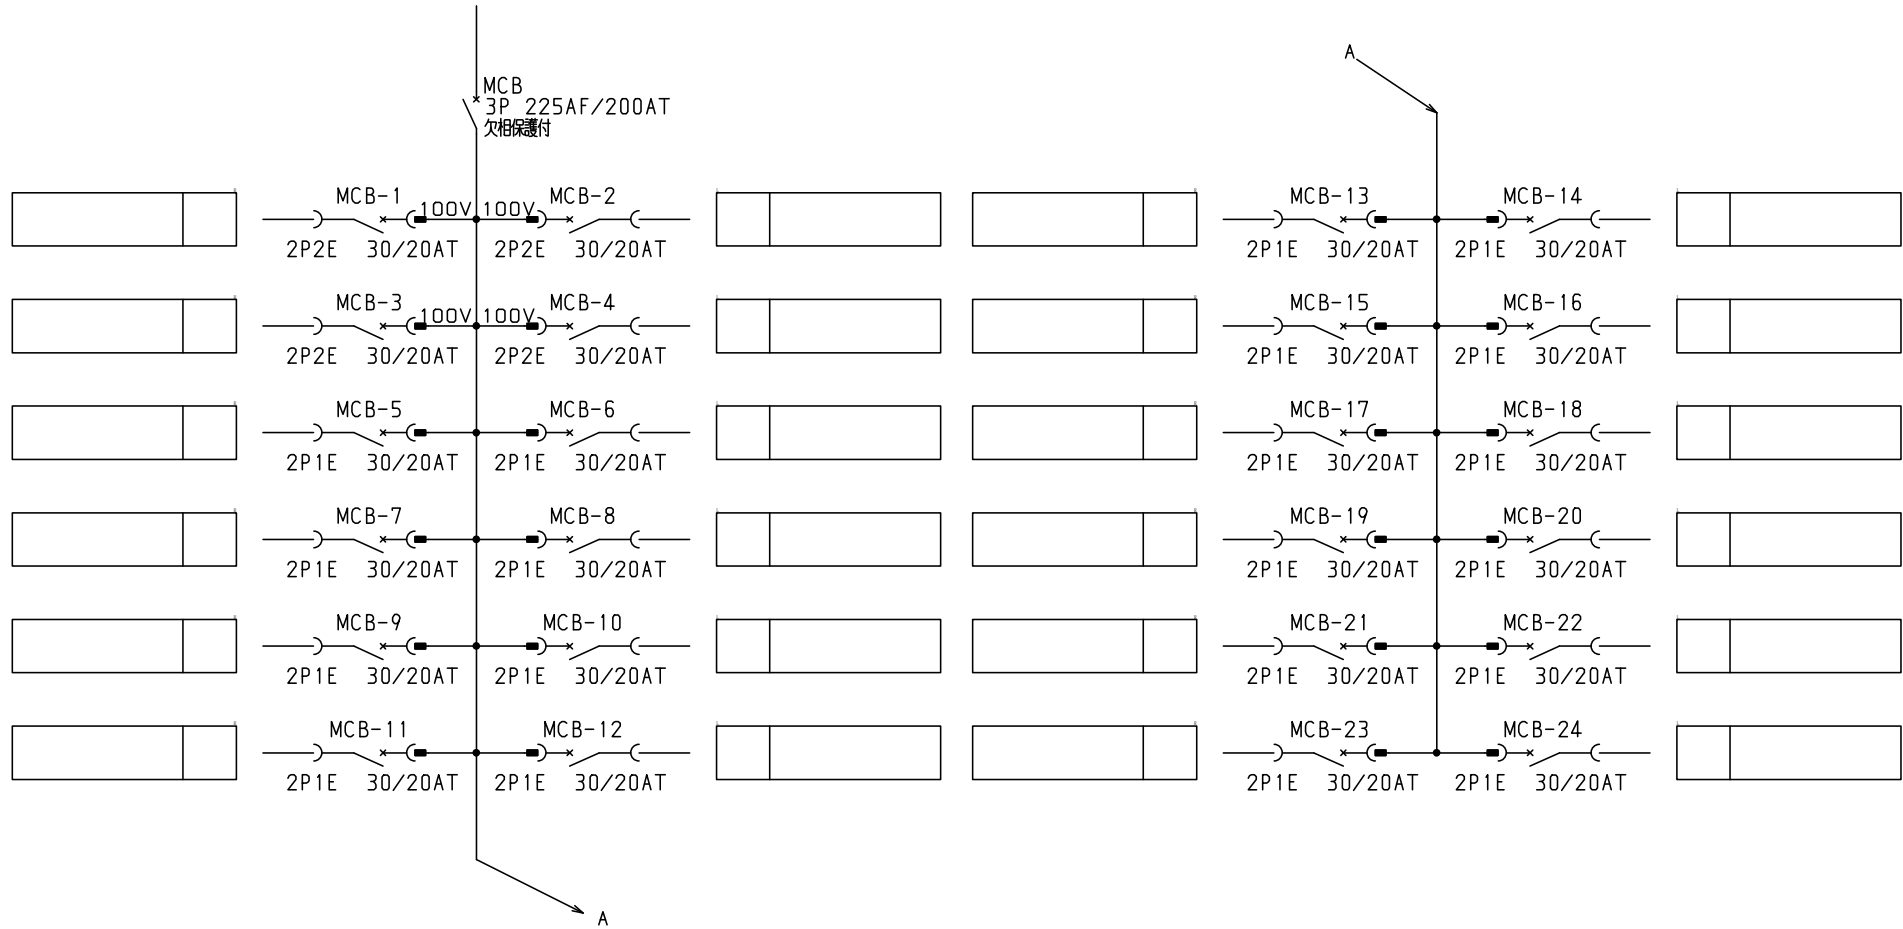 MCB
3P 225AF/200AT
欠相保護付
MCB-1 100V 100V MCB-2
2P2E 30/20AT 2P2E 30/20AT
MCB-3 100V 100V MCB-4
2P2E 30/20AT 2P2E 30/20AT
MCB-5 MCB-6
2P1E 30/20AT 2P1E 30/20AT
MCB-7 MCB-8
2P1E 30/20AT 2P1E 30/20AT
MCB-9 MCB-10
2P1E 30/20AT 2P1E 30/20AT
MCB-11 MCB-12
2P1E 30/20AT 2P1E 30/20AT
A
A
MCB-13 MCB-14
2P1E 30/20AT 2P1E 30/20AT
MCB-15 MCB-16
2P1E 30/20AT 2P1E 30/20AT
MCB-17 MCB-18
2P1E 30/20AT 2P1E 30/20AT
MCB-19 MCB-20
2P1E 30/20AT 2P1E 30/20AT
MCB-21 MCB-22
2P1E 30/20AT 2P1E 30/20AT
MCB-23 MCB-24
2P1E 30/20AT 2P1E 30/20AT